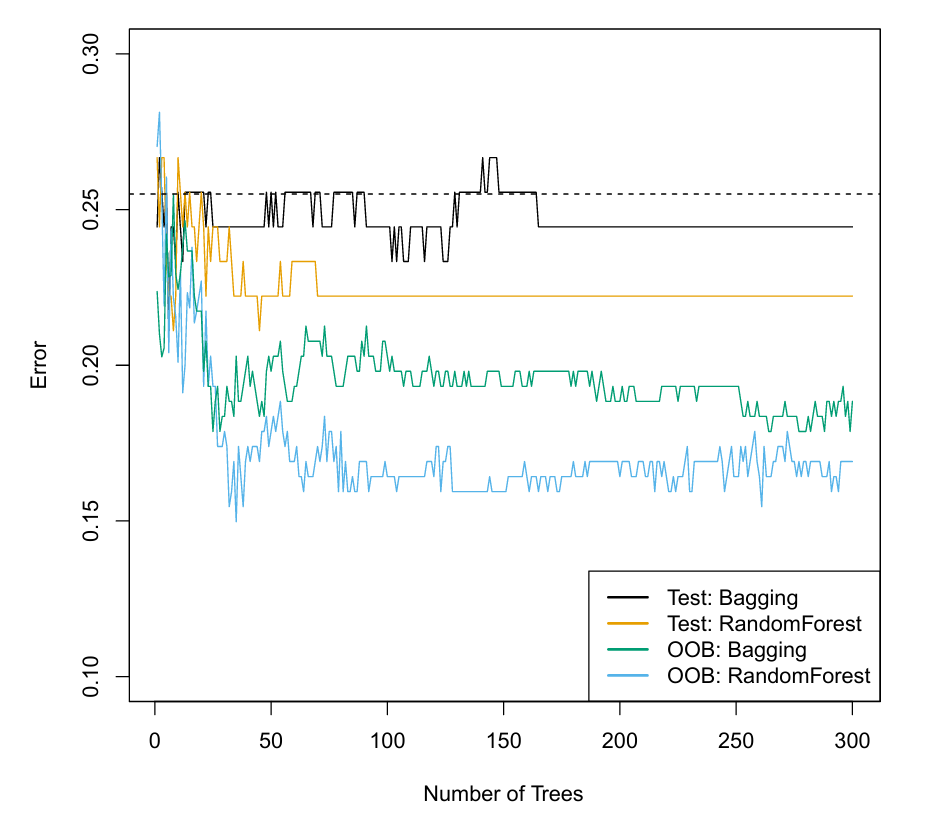 0.30
0.25
0.20
0.15
0.10
Error
0 50 100 150 200 250 300
Number of Trees
Test: Bagging
Test: RandomForest
OOB: Bagging
OOB: RandomForest